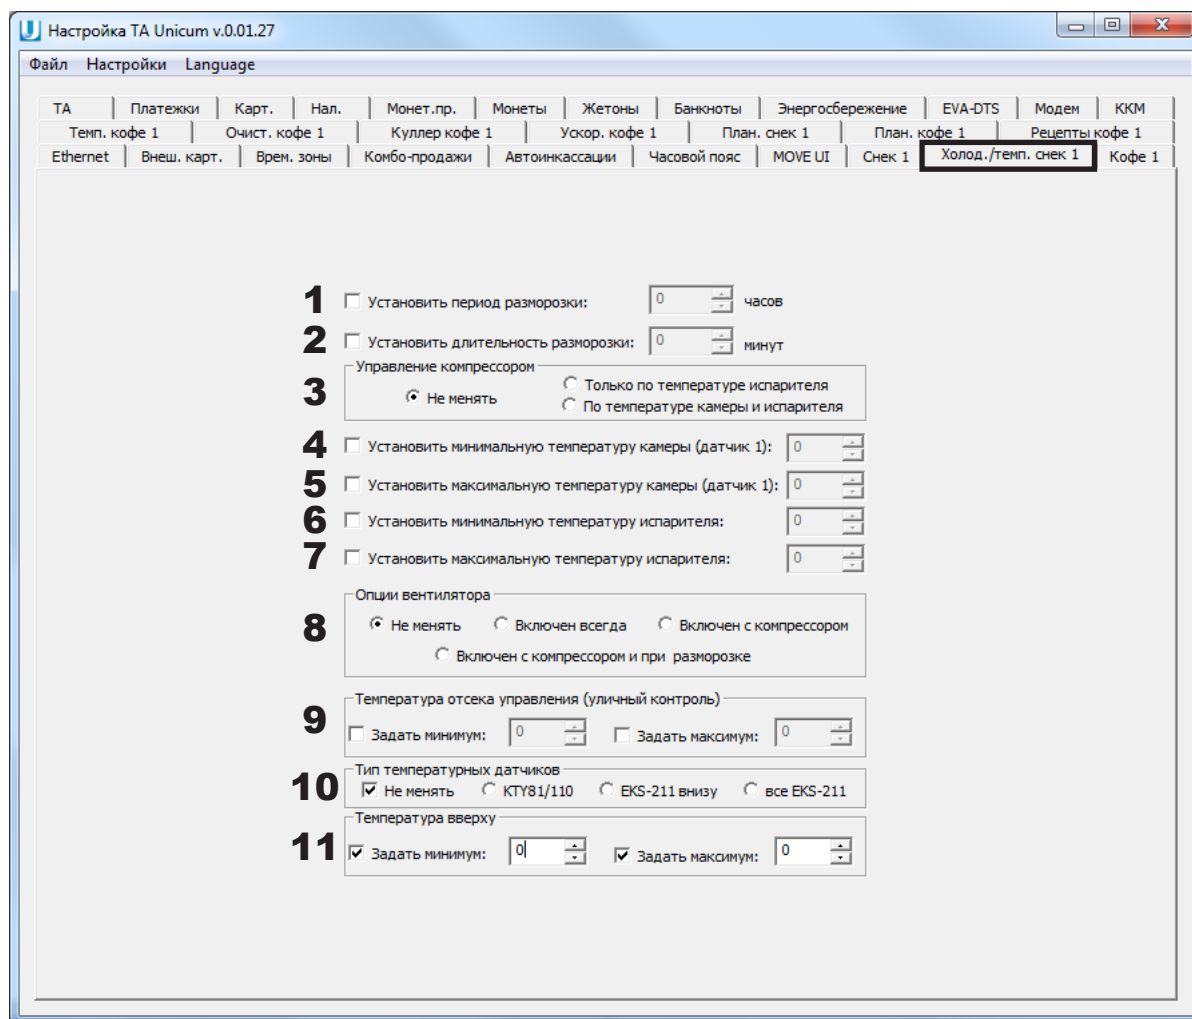 Настройка TA Unicum v.0.01.27
Файл Настройки Language
ТА Платежки Карт. Нал. Монет.пр. Монеты Жетоны Банкноты Энергосбережение EVA-DTS Модем ККМ
Темп. кофе 1 Очист. кофе 1 Куллер кофе 1 Ускор. кофе 1 План. снек 1 План. кофе 1 Рецепты кофе 1
Ethernet Внеш. карт. Врем. зоны Комбо-продажи Автоинкассации Часовой пояс MOVE UI Снек 1 Холод./темп. снек 1 Кофе 1
1 Установить период разморозки: 0 часов
2 Установить длительность разморозки: 0 минут
Управление компрессором
3 Не менять Только по температуре испарителя
По температуре камеры и испарителя
4 Установить минимальную температуру камеры (датчик 1): 0
5 Установить максимальную температуру камеры (датчик 1): 0
6 Установить минимальную температуру испарителя: 0
7 Установить максимальную температуру испарителя: 0
Опции вентилятора
8 Не менять Включен всегда Включен с компрессором
Включен с компрессором и при разморозке
Температура отсека управления (уличный контроль)
9 Задать минимум: 0 Задать максимум: 0
Тип температурных датчиков
10 Не менять KTY81/110 EKS-211 внизу все EKS-211
Температура вверху
11 Задать минимум: 0 Задать максимум: 0